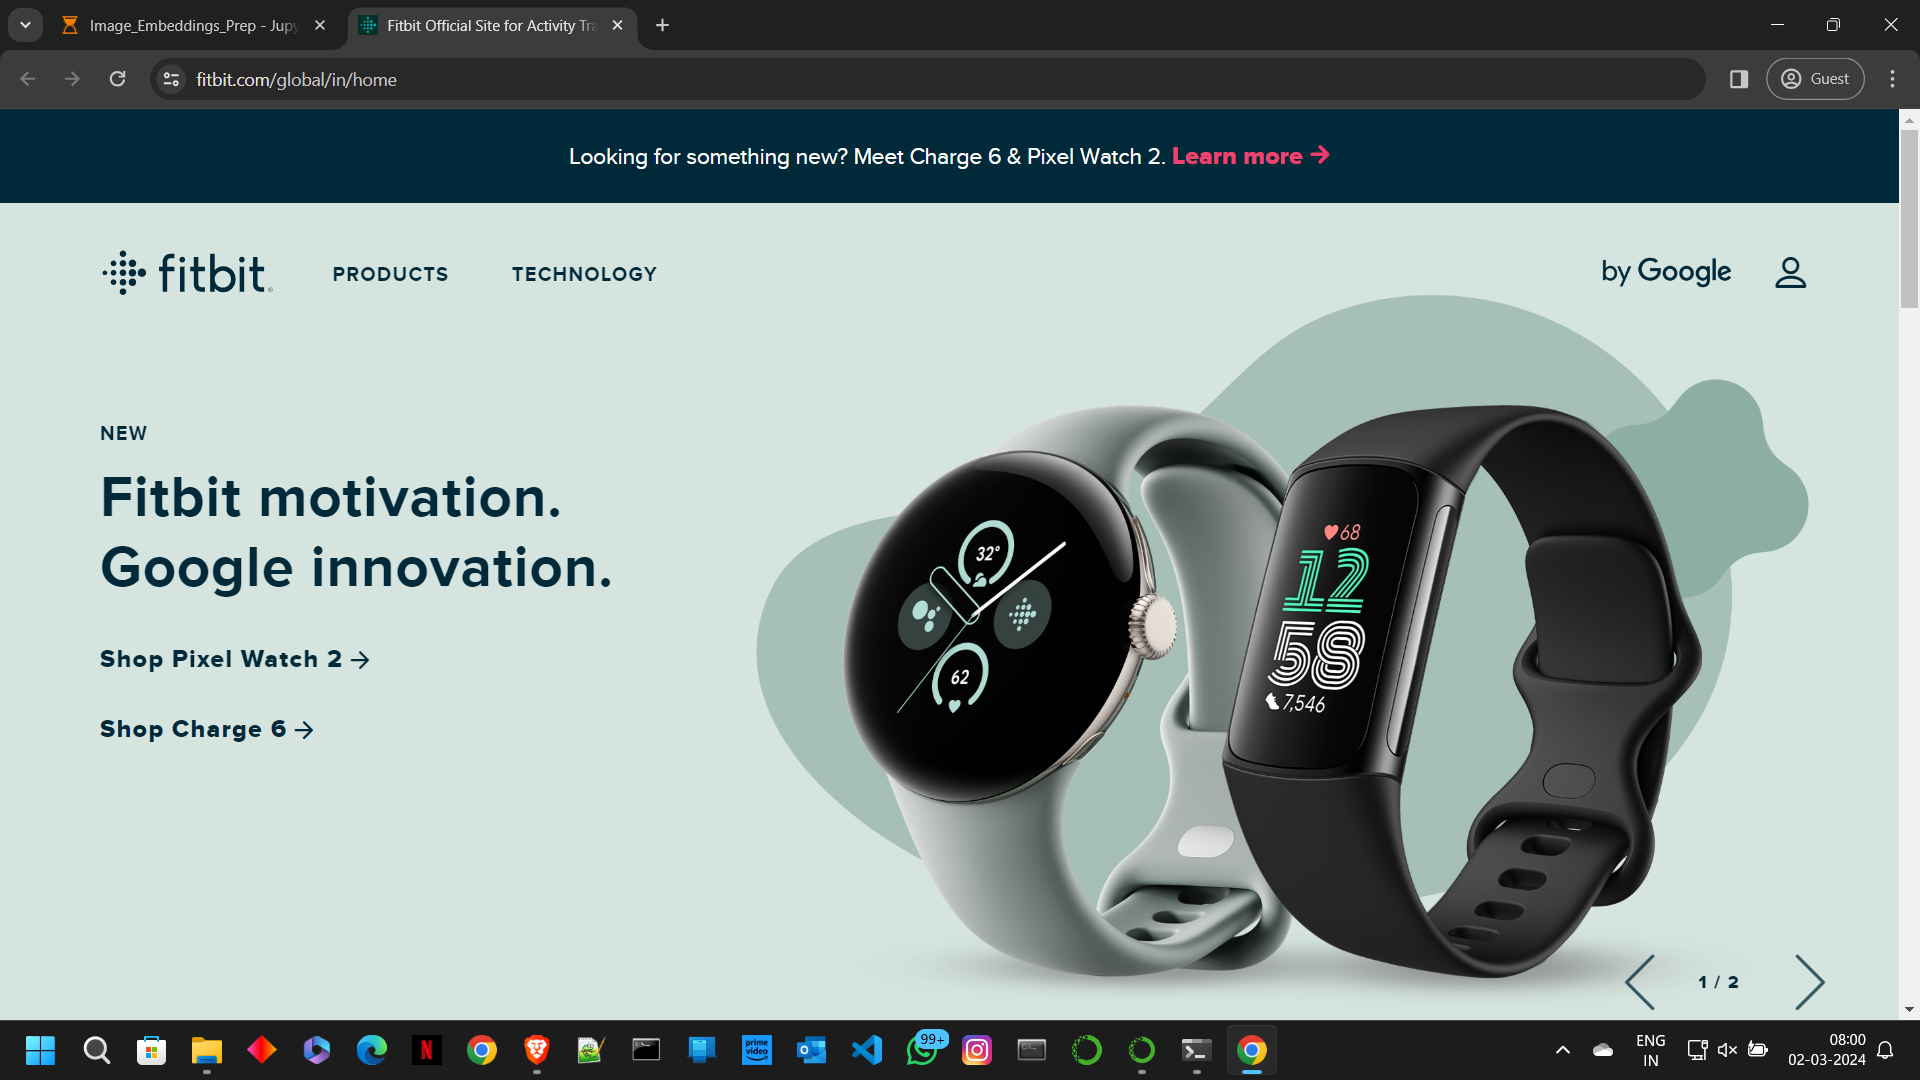 Image_Embeddings_Prep - Jupy
Fitbit Official Site for Activity Tra
fitbit.com/global/in/home
Guest
Looking for something new? Meet Charge 6 & Pixel Watch 2. Learn more →
fitbit
PRODUCTS
TECHNOLOGY
by Google
NEW
Fitbit motivation.
Google innovation.
Shop Pixel Watch 2 →
Shop Charge 6 →
32°
62
68
12
58
7,546
1 / 2
N
prime
video
99+
ENG
IN
08:00
02-03-2024